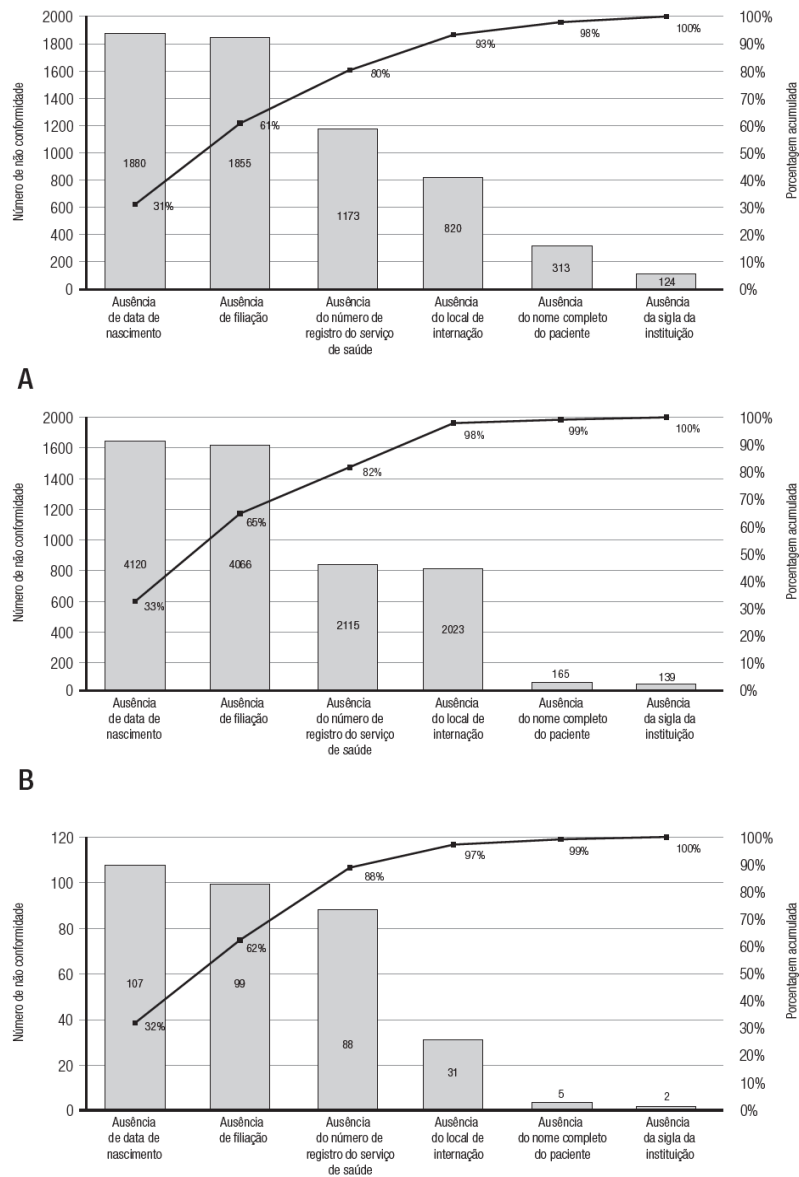 2000
1800
1600
1400
1200
1000
800
600
400
200
0
Número de não conformidade
100%
90%
80%
70%
60%
50%
40%
30%
20%
10%
0%
Porcentagem acumulada
1880
1855
1173
820
313
124
31%
61%
80%
93%
98%
100%
Ausência
de data de
nascimento
Ausência
de filiação
Ausência
do número de
registro do serviço
de saúde
Ausência
do local de
internação
Ausência
do nome completo
do paciente
Ausência
da sigla da
instituição
A
2000
1600
1400
1200
1000
800
600
400
200
0
Número de não conformidade
100%
90%
80%
70%
60%
50%
40%
30%
20%
10%
0%
Porcentagem acumulada
4120
4066
2115
2023
165
139
33%
65%
82%
98%
99%
100%
Ausência
de data de
nascimento
Ausência
de filiação
Ausência
do número de
registro do serviço
de saúde
Ausência
do local de
internação
Ausência
do nome completo
do paciente
Ausência
da sigla da
instituição
B
120
100
80
60
40
20
0
Número de não conformidade
100%
90%
80%
70%
60%
50%
40%
30%
20%
10%
0%
Porcentagem acumulada
107
99
88
31
5
2
32%
62%
88%
97%
99%
100%
Ausência
de data de
nascimento
Ausência
de filiação
Ausência
do número de
registro do serviço
de saúde
Ausência
do local de
internação
Ausência
do nome completo
do paciente
Ausência
da sigla da
instituição